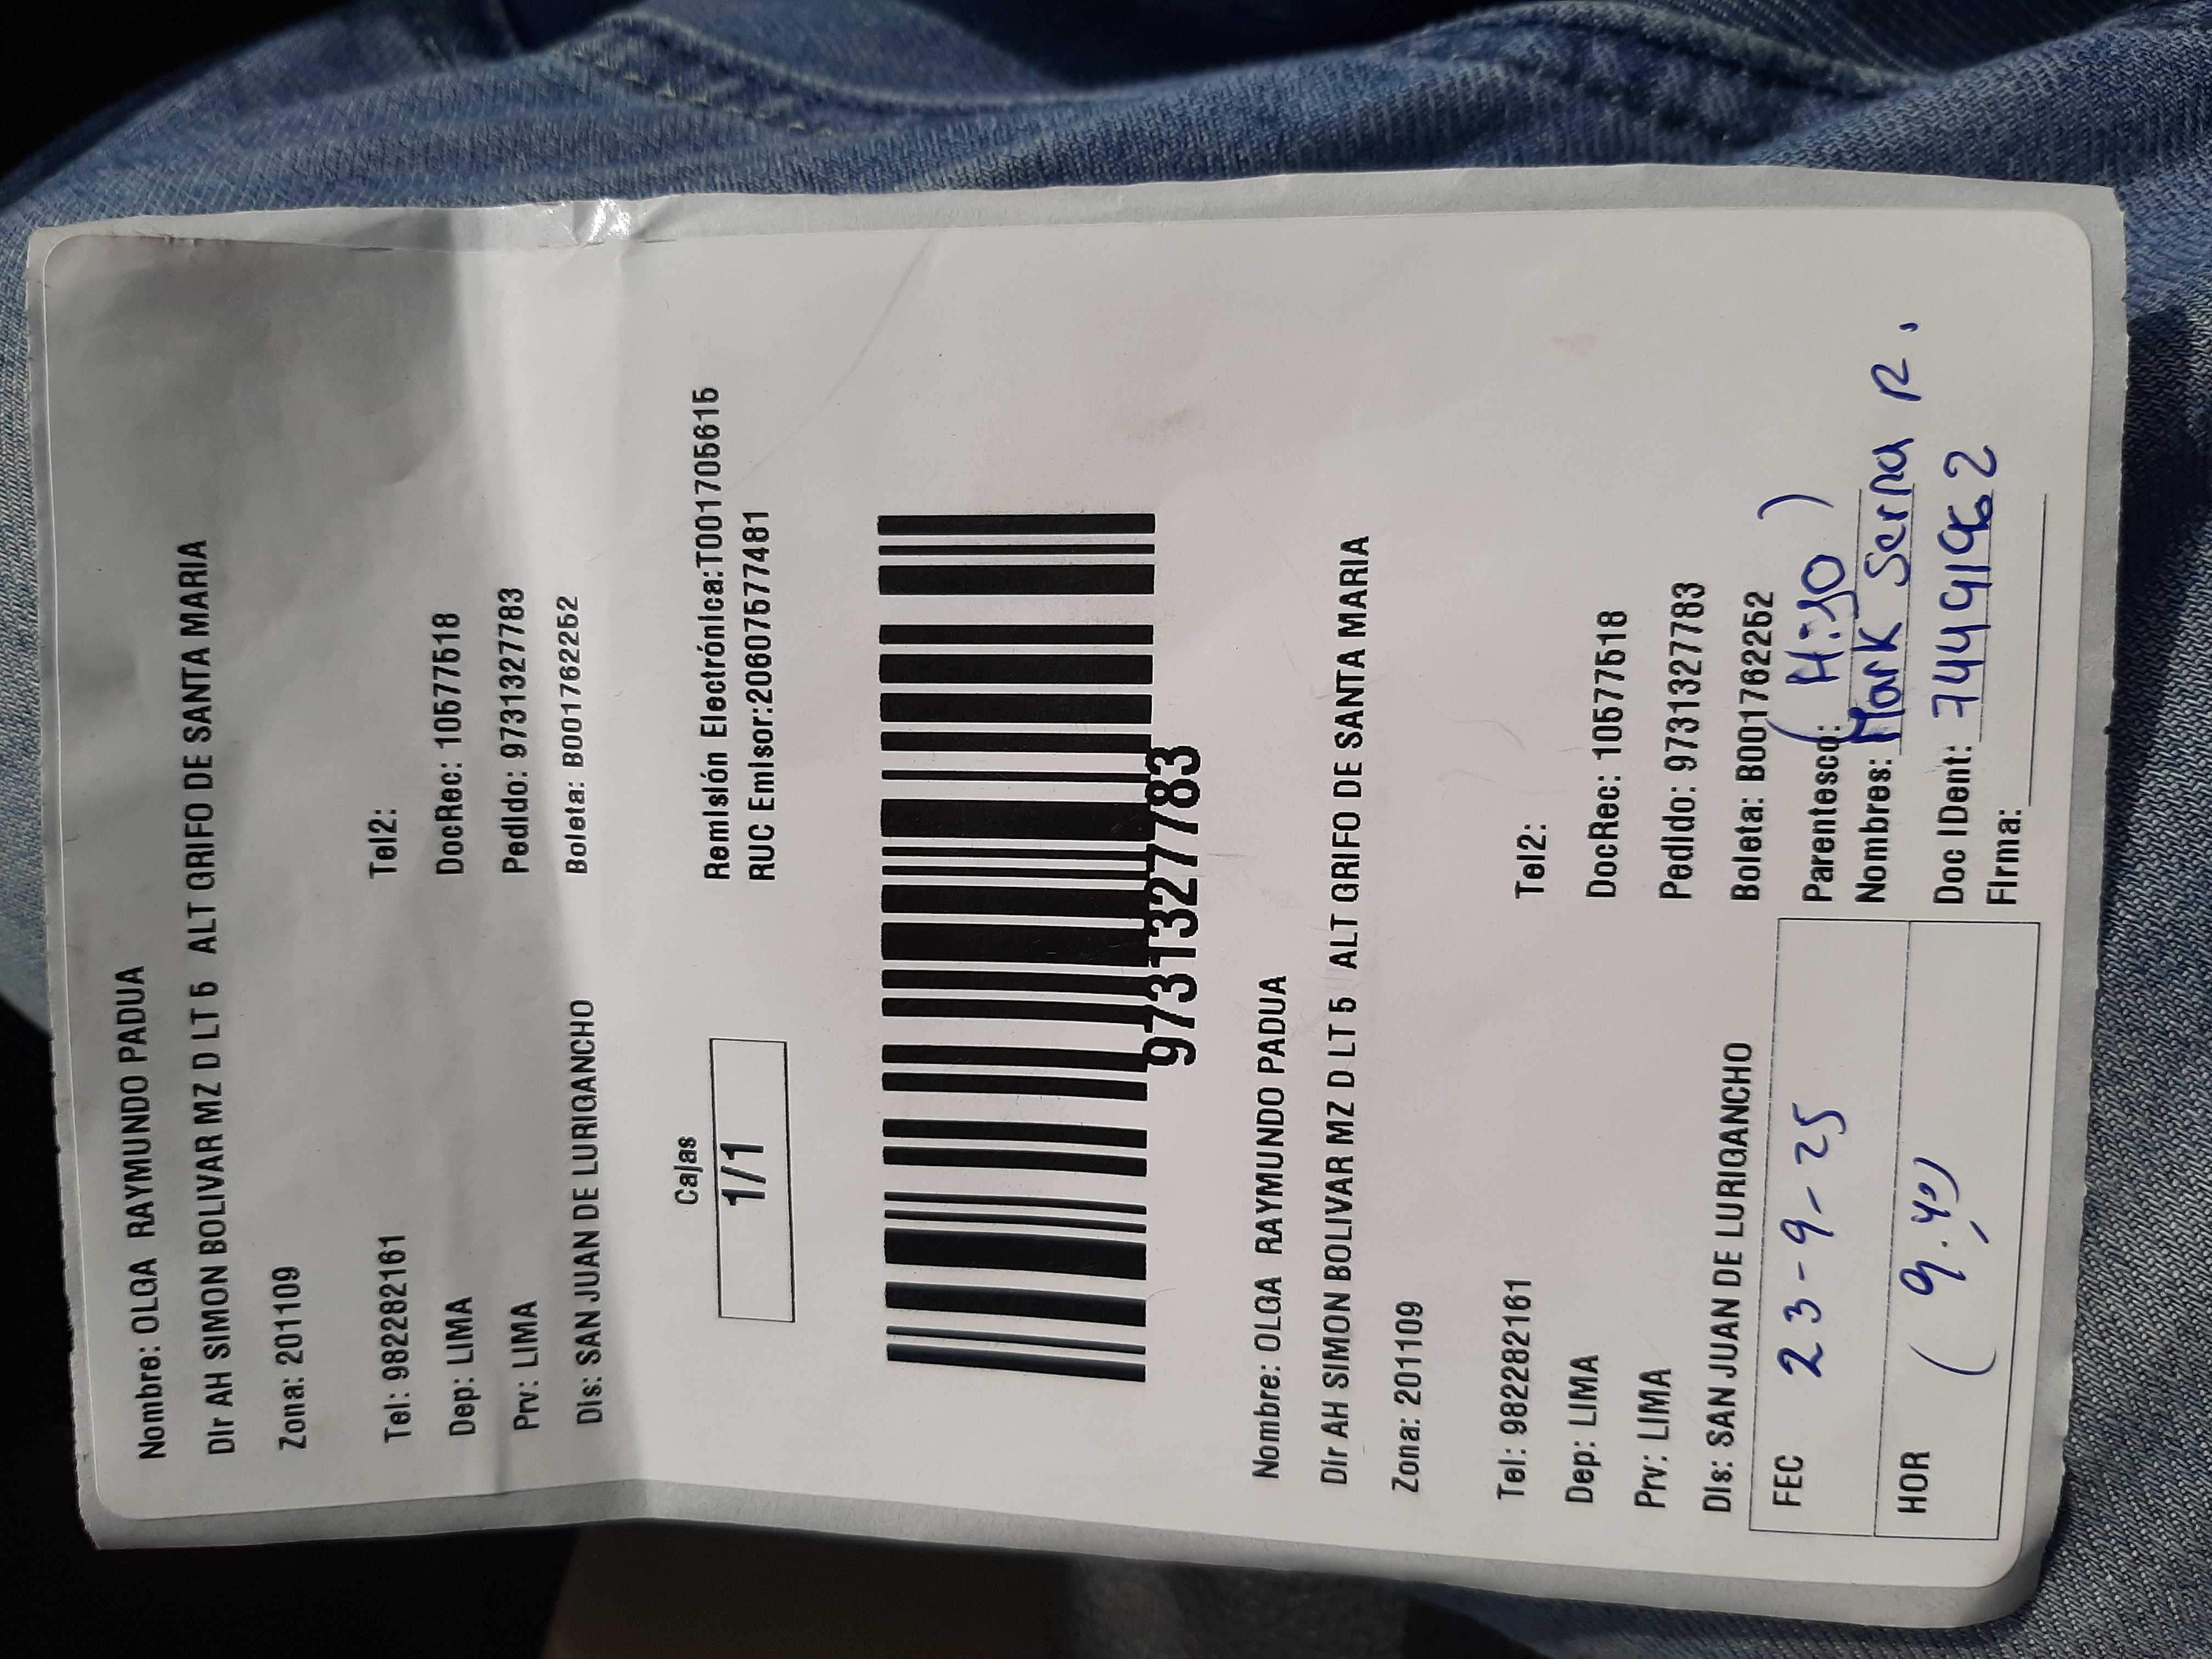 Nombre: OLGA RAYMUNDO PADUA
Dir AH SIMON BOLIVAR MZ D LT 5 ALT GRIFO DE SANTA MARIA
Zona: 201109
Tel: 982282161 Tel2:
Dep: LIMA DocRec: 10577518
Prv: LIMA Pedido: 9731327783
Dis: SAN JUAN DE LURIGANCHO Boleta: B001762252
Cajas
1/1
Remisión Electrónica:T001705615
RUC Emisor:20607577481
9731327783
Nombre: OLGA RAYMUNDO PADUA
Dir AH SIMON BOLIVAR MZ D LT 5 ALT GRIFO DE SANTA MARIA
Zona: 201109
Tel: 982282161 Tel2:
Dep: LIMA DocRec: 10577518
Prv: LIMA Pedido: 9731327783
Dis: SAN JUAN DE LURIGANCHO Boleta: B001762252
FEC 23-9-25 Parentesco: (Hijo)
Nombres: Mark Serna R.
HOR (9:40) Doc IDent:
Firma: